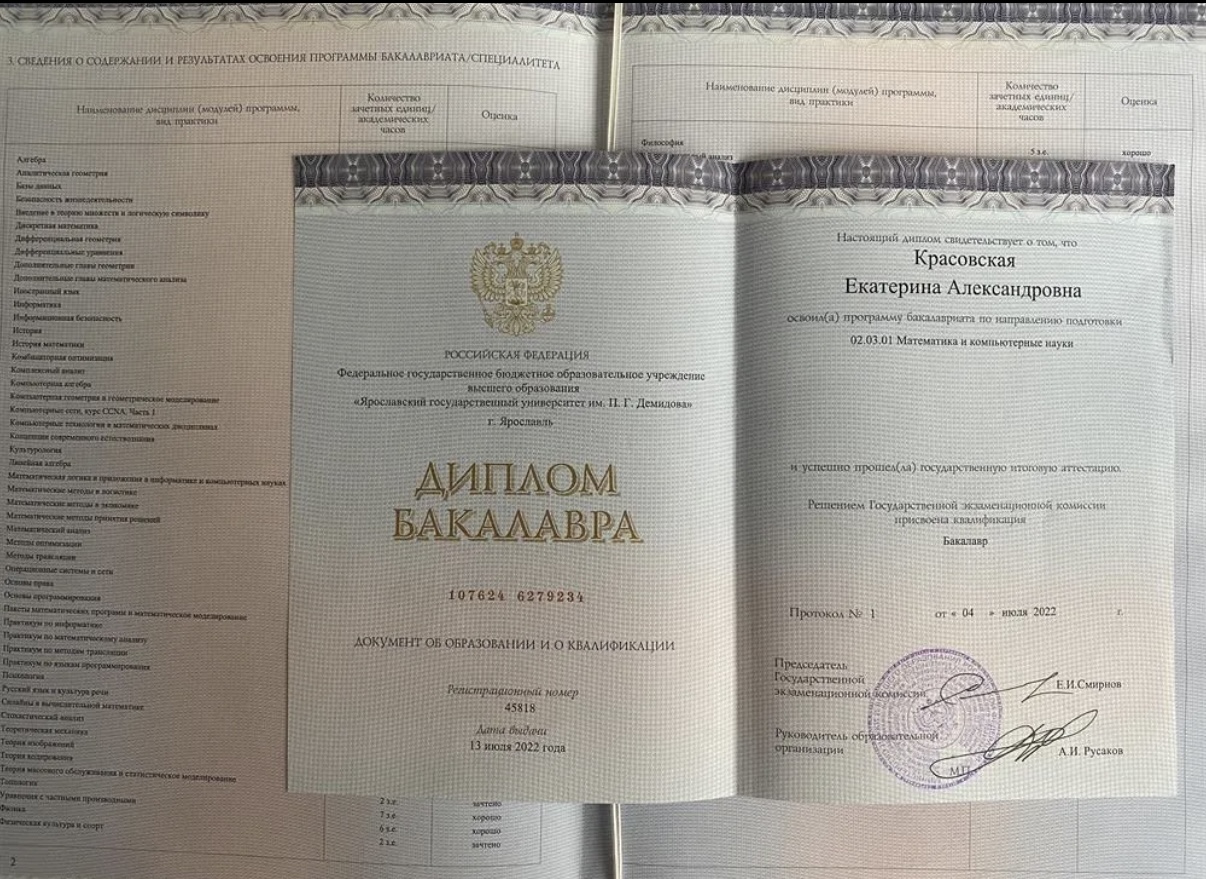 3. СВЕДЕНИЯ О СОДЕРЖАНИИ И РЕЗУЛЬТАТАХ ОСВОЕНИЯ ПРОГРАММЫ БАКАЛАВРИАТА/СПЕЦИАЛИТЕТА
Наименование дисциплин (модулей) программы,
вид практики
Количество
зачетных единиц/
академических
часов
Оценка
Алгебра
Аналитическая геометрия
Базы данных
Безопасность жизнедеятельности
Введение в теорию множеств и логическую символику
Дискретная математика
Дифференциальная геометрия
Дифференциальные уравнения
Дополнительные главы геометрии
Дополнительные главы математического анализа
Иностранный язык
Информатика
Информационная безопасность
История
История математики
Комбинаторная оптимизация
Комплексный анализ
Компьютерная алгебра
Компьютерная геометрия и геометрическое моделирование
Компьютерные сети, курс CCNA. Часть 1
Компьютерные технологии в математических дисциплинах
Концепции современного естествознания
Культурология
Линейная алгебра
Математическая логика и приложения в информатике и компьютерных науках
Математические методы в логистике
Математические методы в экономике
Математические методы принятия решений
Математический анализ
Методы оптимизации
Методы трансляции
Операционные системы и сети
Основы права
Основы программирования
Пакеты математических программ и математическое моделирование
Практикум по информатике
Практикум по математическому анализу
Практикум по методам трансляции
Практикум по языкам программирования
Психология
Русский язык и культура речи
Сплайны в вычислительной математике
Стохастический анализ
Теоретическая механика
Теория изображений
Теория кодирования
Теория массового обслуживания и статистическое моделирование
Топология
Уравнения с частными производными
Физика
Физическая культура и спорт
2 з.е. зачтено
7 з.е. хорошо
6 з.е. хорошо
2 з.е. зачтено
2
Наименование дисциплин (модулей) программы,
вид практики
Количество
зачетных единиц/
академических
часов
Оценка
Философия
5 з.е. хорошо
анализ
РОССИЙСКАЯ ФЕДЕРАЦИЯ
Федеральное государственное бюджетное образовательное учреждение
высшего образования
«Ярославский государственный университет им. П. Г. Демидова»
г. Ярославль
ДИПЛОМ
БАКАЛАВРА
107624 6279234
ДОКУМЕНТ ОБ ОБРАЗОВАНИИ И О КВАЛИФИКАЦИИ
Регистрационный номер
45818
Дата выдачи
13 июля 2022 года
Настоящий диплом свидетельствует о том, что
Красовская
Екатерина Александровна
освоил(а) программу бакалавриата по направлению подготовки
02.03.01 Математика и компьютерные науки
и успешно прошел(ла) государственную итоговую аттестацию.
Решением Государственной экзаменационной комиссии
присвоена квалификация
Бакалавр
Протокол № 1 от « 04 » июля 2022 г.
Председатель
Государственной
экзаменационной комиссии
Е.И.Смирнов
Руководитель образовательной
организации
А.И. Русаков
М.П.